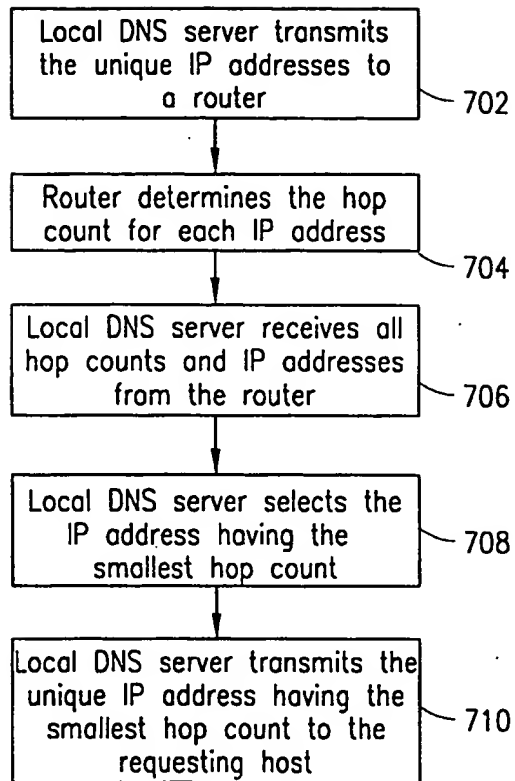 Local DNS server transmits
the unique IP addresses to
a router
702
Router determines the hop
count for each IP address
704
Local DNS server receives all
hop counts and IP addresses
from the router
706
Local DNS server selects the
IP address having the
smallest hop count
708
Local DNS server transmits the
unique IP address having the
smallest hop count to the
requesting host
710